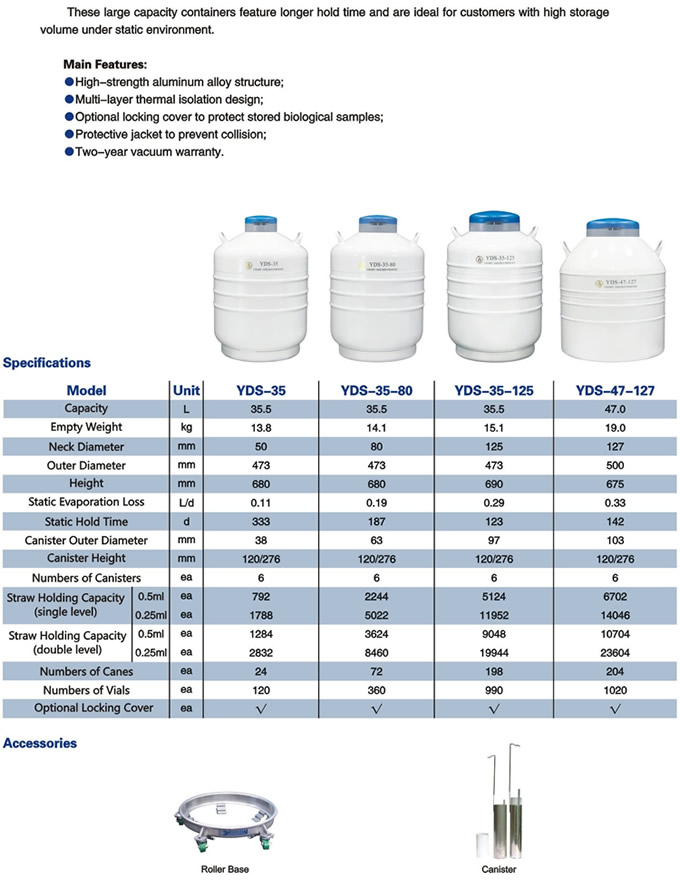 These large capacity containers feature longer hold time and are ideal for customers with high storage
volume under static environment.
Main Features:
●High-strength aluminum alloy structure;
●Multi-layer thermal isolation design;
●Optional locking cover to protect stored biological samples;
●Protective jacket to prevent collision;
●Two-year vacuum warranty.
YDS-35
YDS-35-80
YDS-35-125
YDS-47-127
Specifications
Model Unit YDS-35 YDS-35-80 YDS-35-125 YDS-47-127
Capacity L 35.5 35.5 35.5 47.0
Empty Weight kg 13.8 14.1 15.1 19.0
Neck Diameter mm 50 80 125 127
Outer Diameter mm 473 473 473 500
Height mm 680 680 690 675
Static Evaporation Loss L/d 0.11 0.19 0.29 0.33
Static Hold Time d 333 187 123 142
Canister Outer Diameter mm 38 63 97 103
Canister Height mm 120/276 120/276 120/276 120/276
Numbers of Canisters ea 6 6 6 6
Straw Holding Capacity (single level) 0.5ml ea 792 2244 5124 6702
0.25ml ea 1788 5022 11952 14046
Straw Holding Capacity (double level) 0.5ml ea 1284 3624 9048 10704
0.25ml ea 2832 8460 19944 23604
Numbers of Canes ea 24 72 198 204
Numbers of Vials ea 120 360 990 1020
Optional Locking Cover ea √ √ √ √
Accessories
Roller Base
Canister